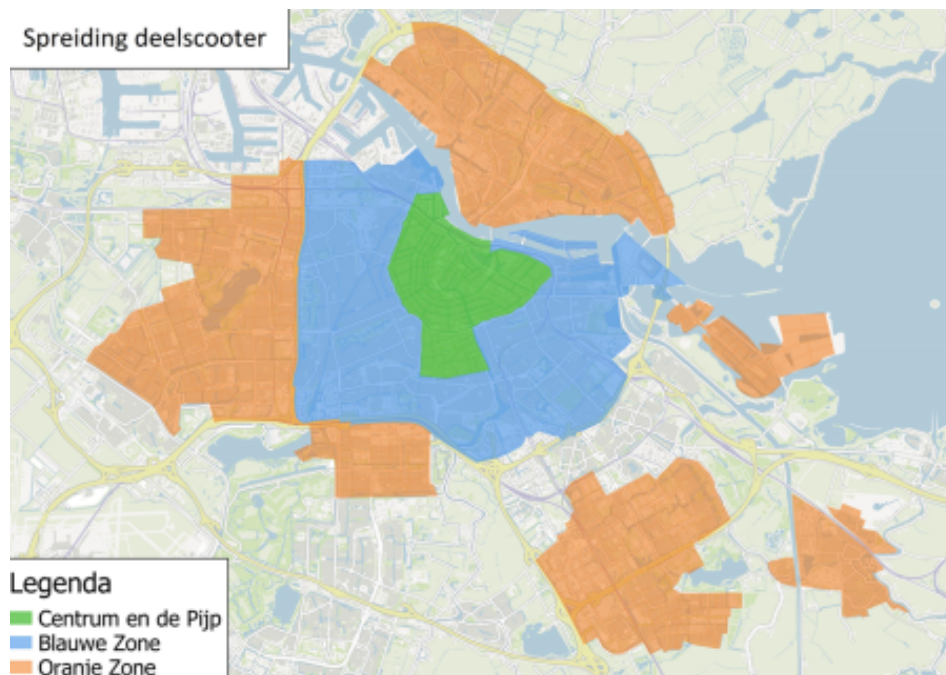 Spreiding deelscooter
Legenda
Centrum en de Pijp
Blauwe Zone
Oranje Zone